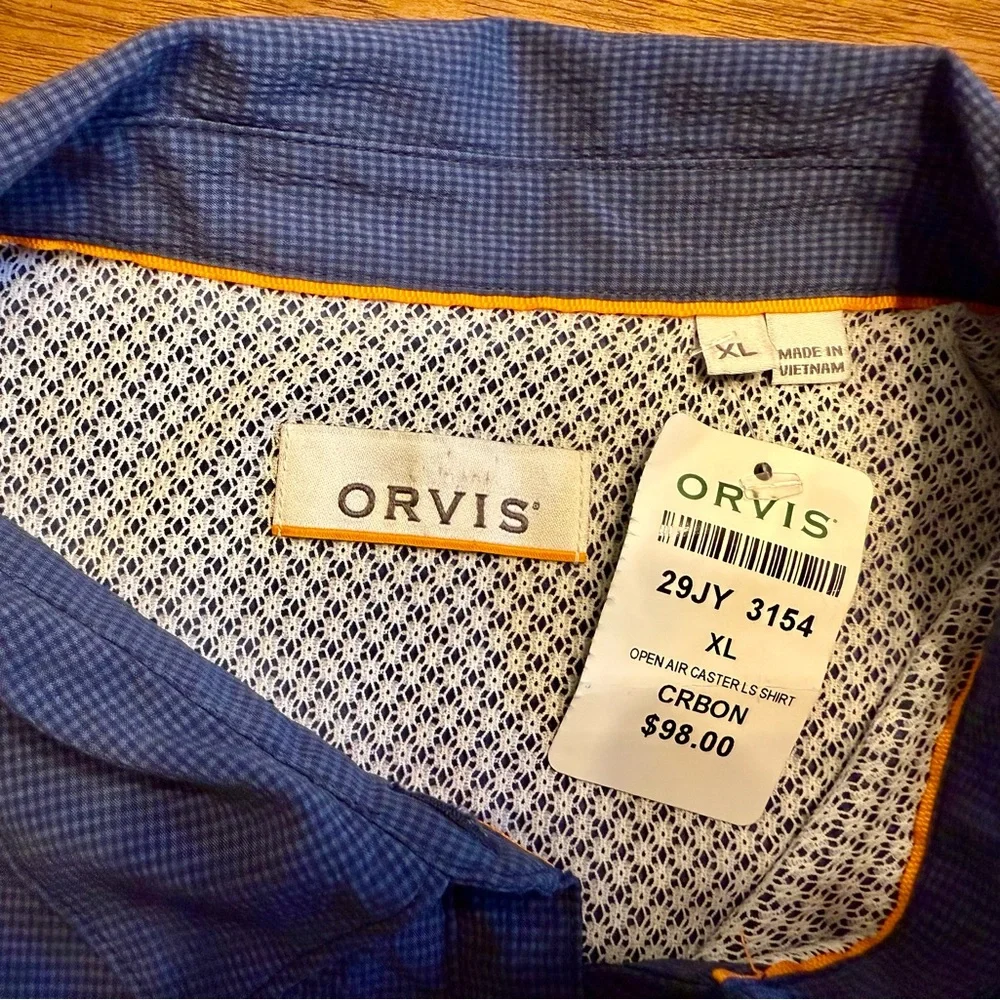 XL
MADE IN
VIETNAM
ORVIS®
ORVIS
29JY 3154
XL
OPEN AIR CASTER LS SHIRT
CRBON
$98.00